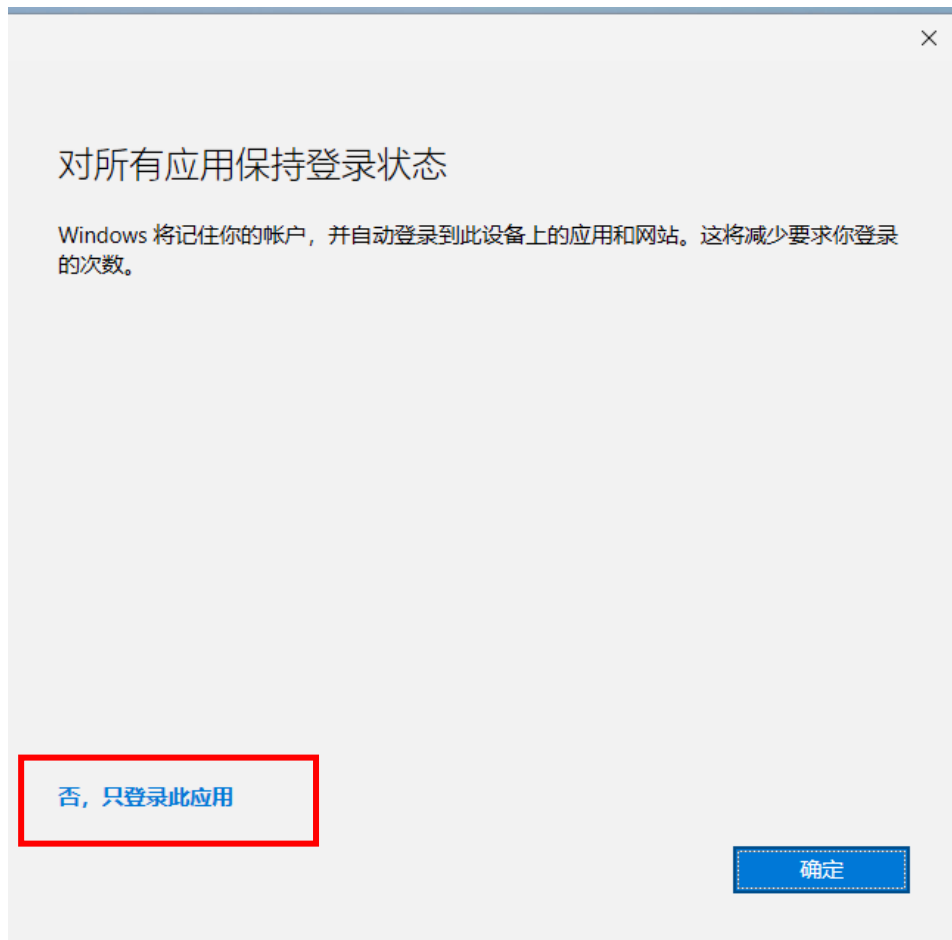 对所有应用保持登录状态
Windows 将记住你的帐户，并自动登录到此设备上的应用和网站。这将减少要求你登录
的次数。
否，只登录此应用
确定